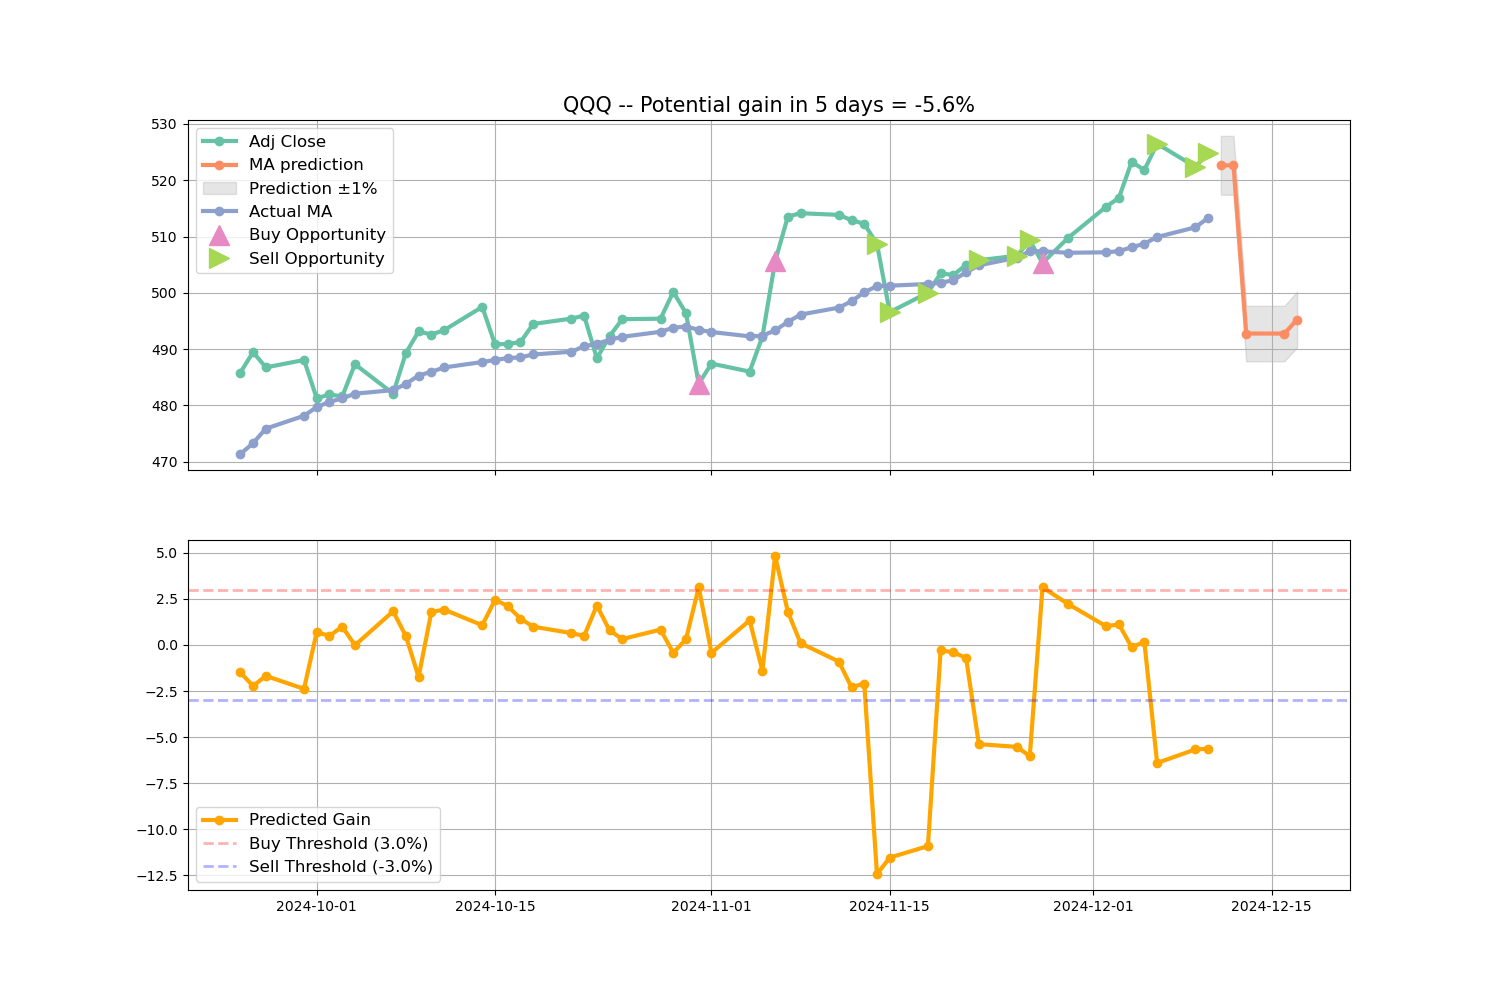 QQQ -- Potential gain in 5 days = -5.6%
530
520
510
500
490
480
470
Adj Close
MA prediction
Prediction ±1%
Actual MA
Buy Opportunity
Sell Opportunity
5.0
2.5
0.0
−2.5
−5.0
−7.5
−10.0
−12.5
Predicted Gain
Buy Threshold (3.0%)
Sell Threshold (-3.0%)
2024-10-01
2024-10-15
2024-11-01
2024-11-15
2024-12-01
2024-12-15